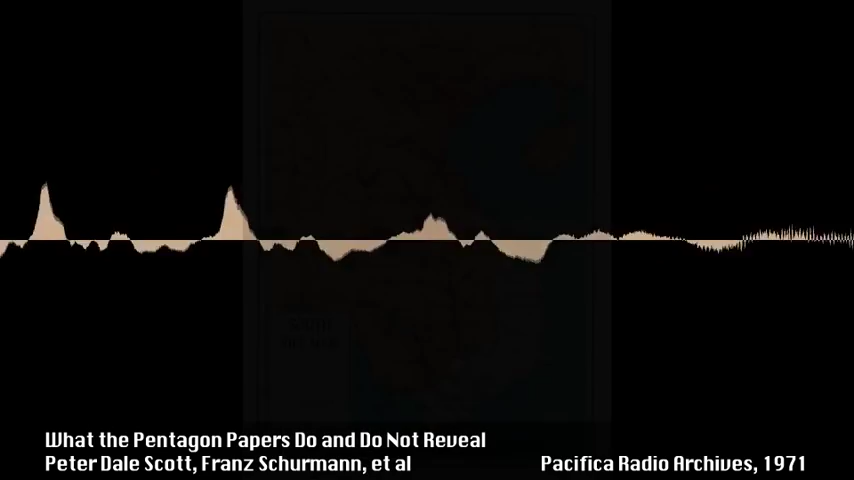 What the Pentagon Papers Do and Do Not Reveal
Peter Dale Scott, Franz Schurmann, et al
Pacifica Radio Archives, 1971